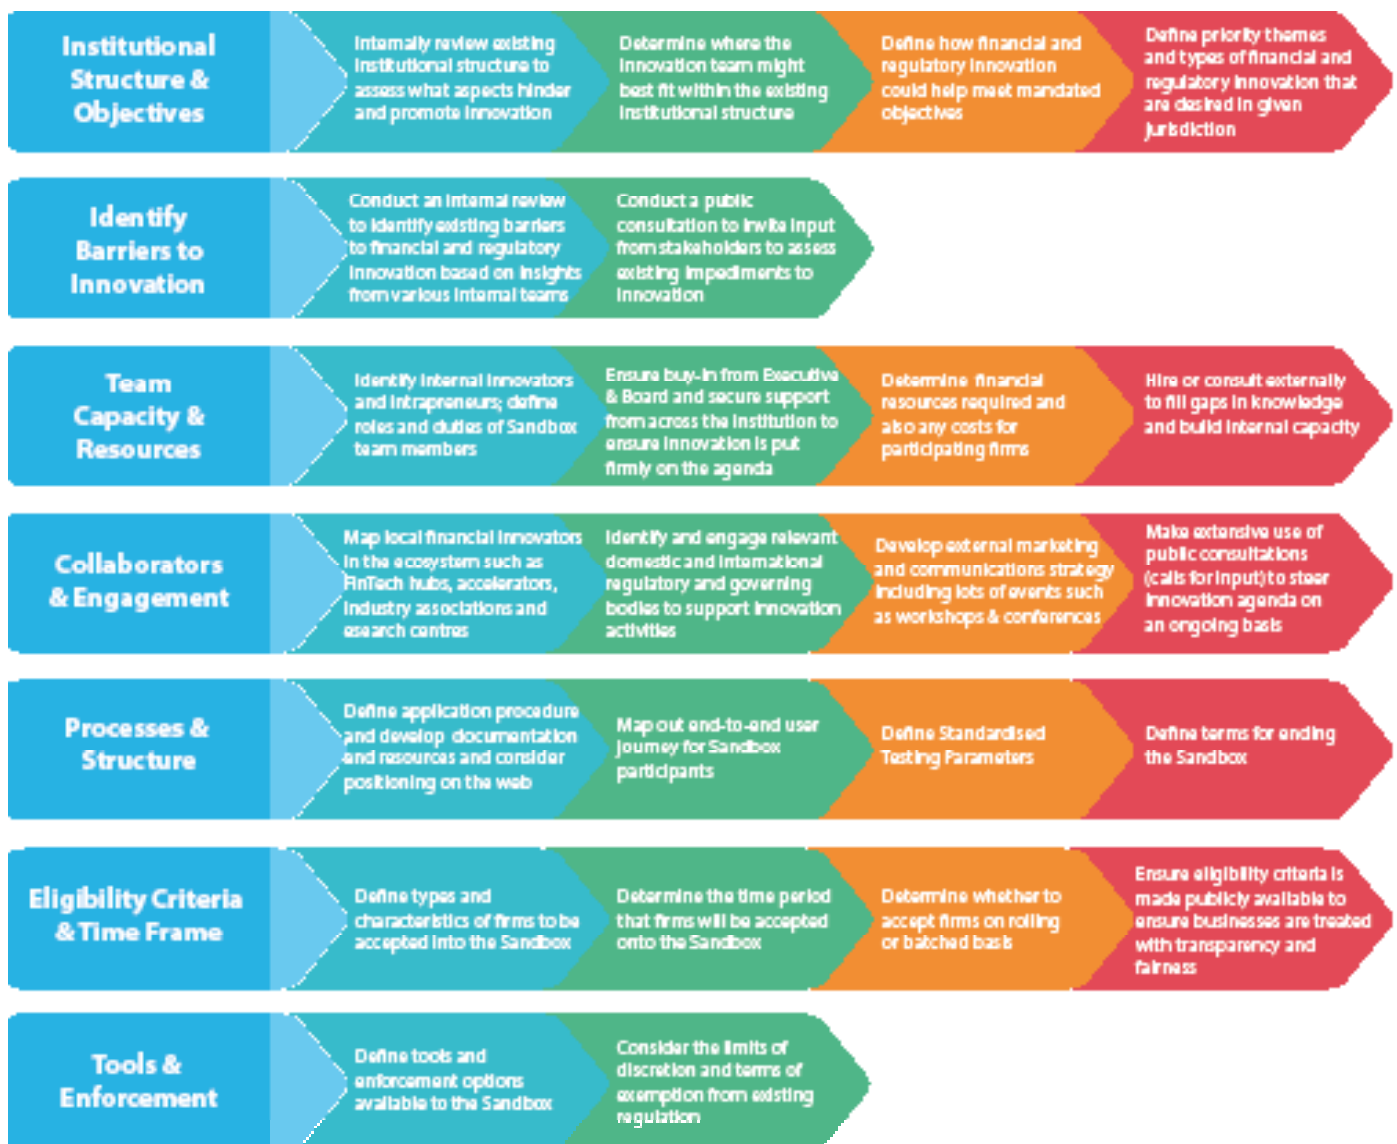 Institutional
Structure &
Objectives
Internally review existing
institutional structure to
assess what aspects hinder
and promote innovation
Determine where the
innovation team might
best fit within the existing
institutional structure
Define how financial and
regulatory innovation
could help meet mandated
objectives
Define priority themes
and types of financial and
regulatory innovation that
are desired in given
jurisdiction
Identify
Barriers to
Innovation
Conduct an internal review
to identify existing barriers
to financial and regulatory
innovation based on insights
from various internal teams
Conduct a public
consultation to invite input
from stakeholders to assess
existing impediments to
innovation
Team
Capacity &
Resources
Identify internal innovators
and intrapreneurs; define
roles and duties of Sandbox
team members
Ensure buy-in from Executive
& Board and secure support
from across the institution to
ensure innovation is put
firmly on the agenda
Determine financial
resources required and
also any costs for
participating firms
Hire or consult externally
to fill gaps in knowledge
and build internal capacity
Collaborators
& Engagement
Map local financial innovators
in the ecosystem such as
FinTech hubs, accelerators,
industry associations and
esearch centres
Identify and engage relevant
domestic and international
regulatory and governing
bodies to support innovation
activities
Develop external marketing
and communications strategy
including lots of events such
as workshops & conferences
Make extensive use of
public consultations
(calls for input) to steer
innovation agenda on
an ongoing basis
Processes &
Structure
Define application procedure
and develop documentation
end resources and consider
positioning on the web
Map out end-to-end user
journey for Sandbox
participants
Define Standardised
Testing Parameters
Define terms for ending
the Sandbox
Eligibility Criteria
& Time Frame
Define types and
characteristics of firms to be
accepted into the Sandbox
Determine the time period
that firms will be accepted
onto the Sandbox
Determine whether to
accept firms on rolling
or batched basis
Ensure eligibility criteria is
made publicly available to
ensure businesses are treated
with transparency and
fairness
Tools &
Enforcement
Define tools and
enforcement options
available to the Sandbox
Consider the limits of
discretion and terms of
exemption from existing
regulation